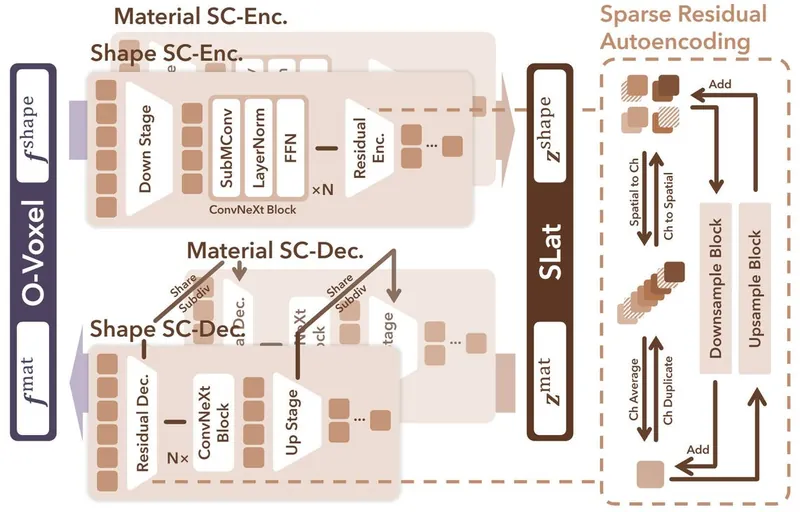 Material SC-Enc.
Shape SC-Enc.
Sparse Residual
Autoencoding
O-Voxel
f^shape
f^mat
Down Stage
SubMConv
LayerNorm
FFN
×N
ConvNeXt Block
Residual
Enc.
...
SLat
z^shape
z^mat
Material SC-Dec.
Share
Subdiv
Share
Subdiv
Shape SC-Dec.
Residual Dec.
N×
ConvNeXt
Block
Up Stage
...
...
Add
Spatial to Ch
Ch to Spatial
Downsample Block
Upsample Block
Ch Average
Ch Duplicate
Add